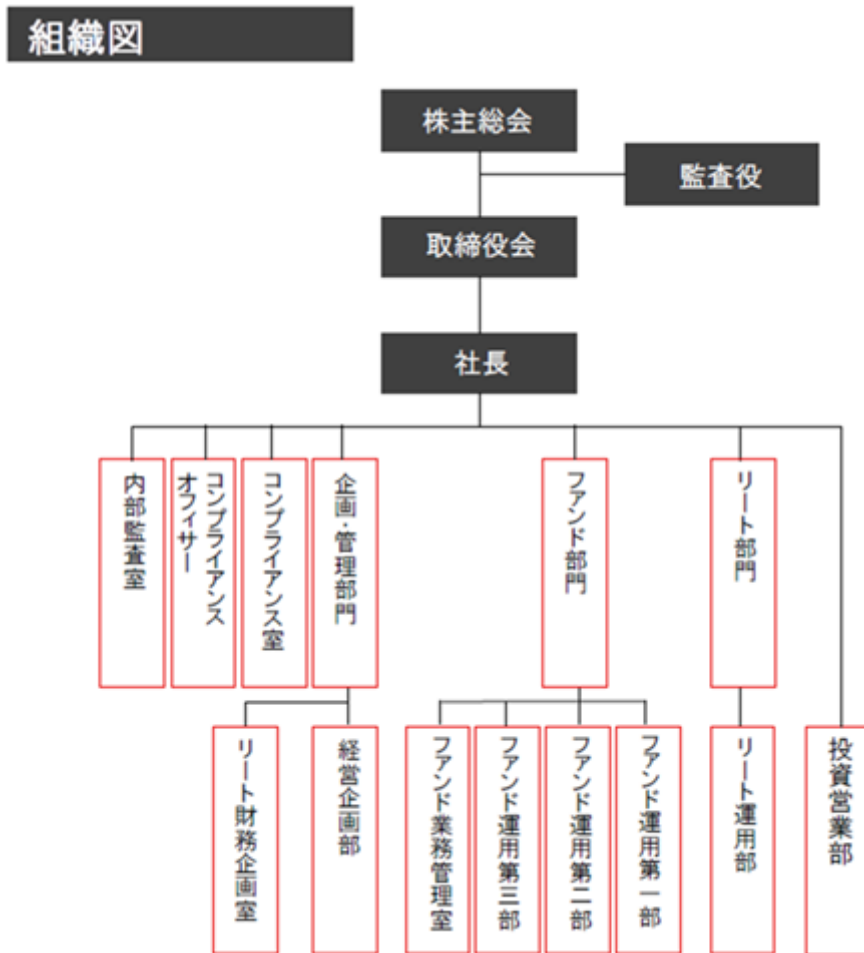 組織図
株主総会
監査役
取締役会
社長
内部監査室
コンプライアンス
オフィサー
コンプライアンス室
企画・管理部門
ファンド部門
リート部門
リート財務企画室
経営企画部
ファンド業務管理室
ファンド運用第三部
ファンド運用第二部
ファンド運用第一部
リート運用部
投資営業部